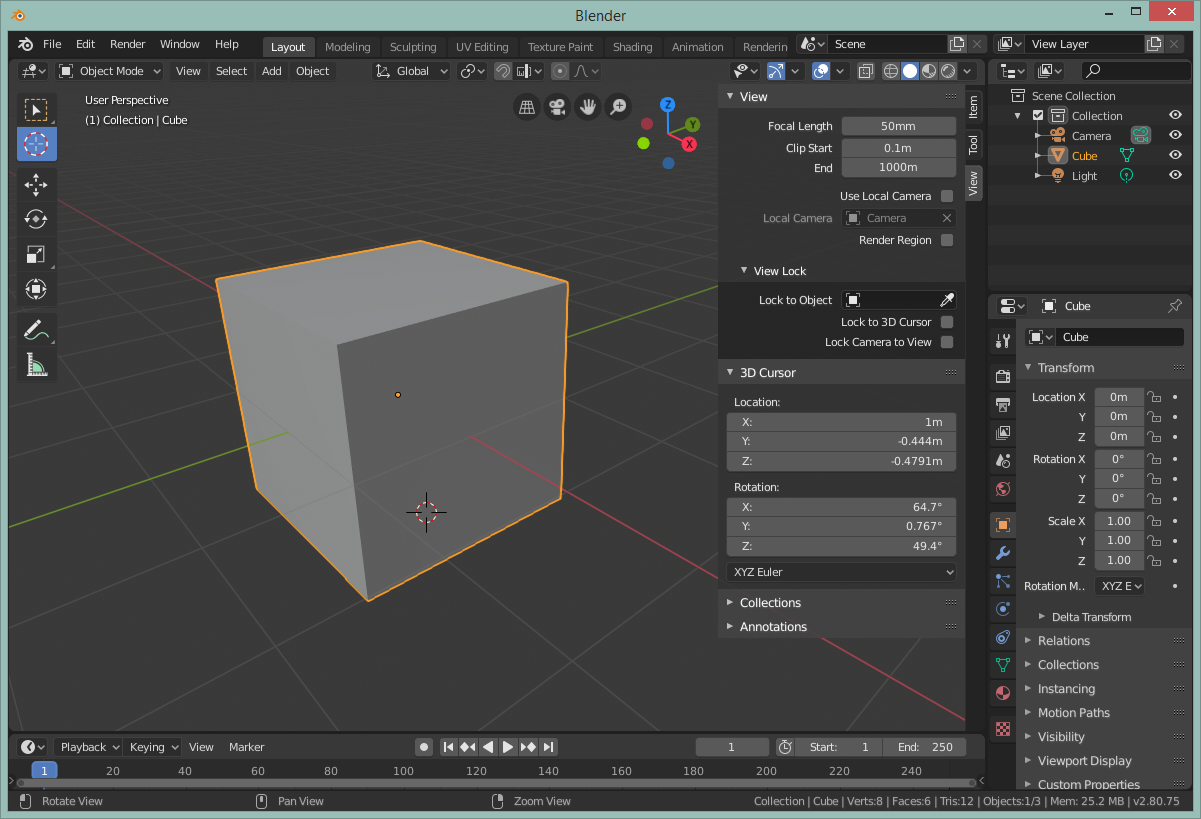 Blender
File Edit Render Window Help Layout Modeling Sculpting UV Editing Texture Paint Shading Animation Renderin Scene View Layer
Object Mode View Select Add Object Global
User Perspective
(1) Collection | Cube
Z
Y
X
View
Focal Length 50mm
Clip Start 0.1m
End 1000m
Use Local Camera
Local Camera Camera
Render Region
View Lock
Lock to Object
Lock to 3D Cursor
Lock Camera to View
3D Cursor
Location:
X: 1m
Y: -0.444m
Z: -0.4791m
Rotation:
X: 64.7°
Y: 0.767°
Z: 49.4°
XYZ Euler
Collections
Annotations
Item
Tool
View
Scene Collection
Collection
Camera
Cube
Light
Cube
Cube
Transform
Location X 0m
Y 0m
Z 0m
Rotation X 0°
Y 0°
Z 0°
Scale X 1.00
Y 1.00
Z 1.00
Rotation M.. XYZ E
Delta Transform
Relations
Collections
Instancing
Motion Paths
Visibility
Viewport Display
Custom Properties
Playback Keying View Marker 1 Start: 1 End: 250
1 20 40 60 80 100 120 140 160 180 200 220 240
Rotate View Pan View Zoom View Collection | Cube | Verts:8 | Faces:6 | Tris:12 | Objects:1/3 | Mem: 25.2 MB | v2.80.75